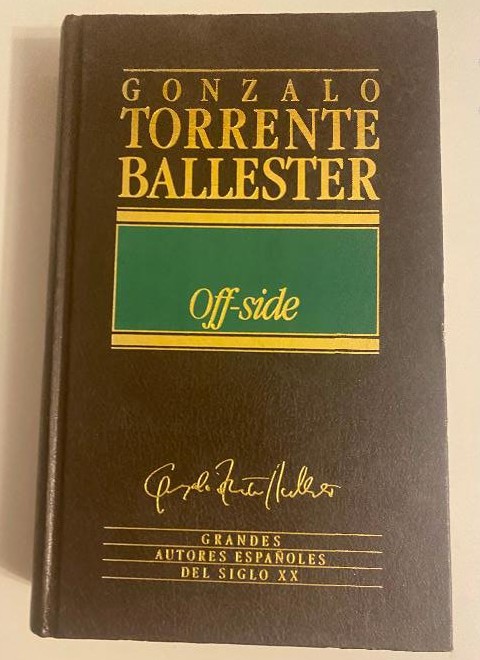 GONZALO
TORRENTE
BALLESTER
Off-side
GRANDES
AUTORES ESPAÑOLES
DEL SIGLO XX